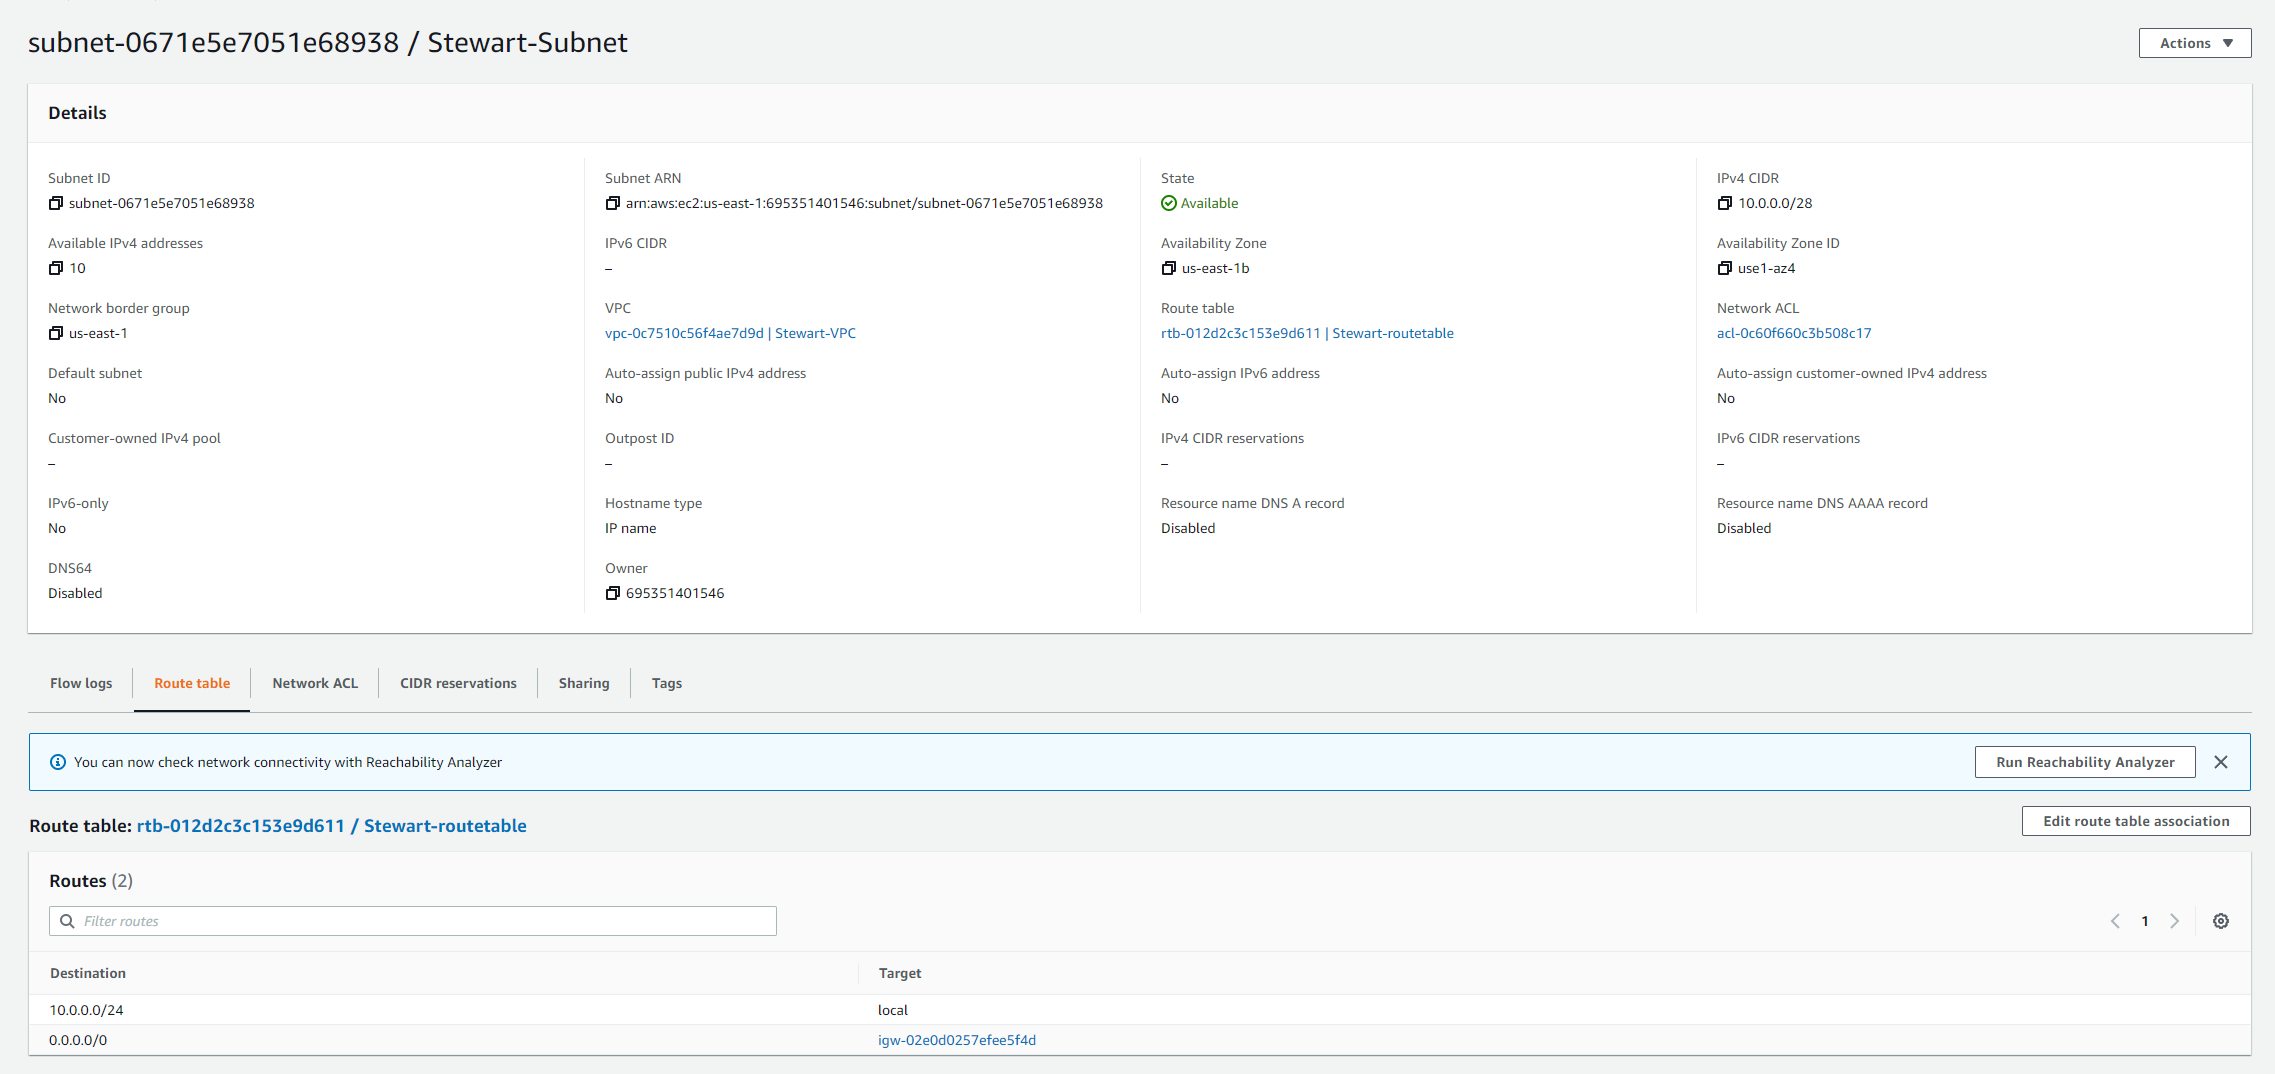 subnet-0671e5e7051e68938 / Stewart-Subnet
Actions
Details
Subnet ID
subnet-0671e5e7051e68938
Subnet ARN
arn:aws:ec2:us-east-1:695351401546:subnet/subnet-0671e5e7051e68938
State
Available
IPv4 CIDR
10.0.0.0/28
Available IPv4 addresses
10
IPv6 CIDR
–
Availability Zone
us-east-1b
Availability Zone ID
use1-az4
Network border group
us-east-1
VPC
vpc-0c7510c56f4ae7d9d | Stewart-VPC
Route table
rtb-012d2c3c153e9d611 | Stewart-routetable
Network ACL
acl-0c60f660c3b508c17
Default subnet
No
Auto-assign public IPv4 address
No
Auto-assign IPv6 address
No
Auto-assign customer-owned IPv4 address
No
Customer-owned IPv4 pool
–
Outpost ID
–
IPv4 CIDR reservations
–
IPv6 CIDR reservations
–
IPv6-only
No
Hostname type
IP name
Resource name DNS A record
Disabled
Resource name DNS AAAA record
Disabled
DNS64
Disabled
Owner
695351401546
Flow logs
Route table
Network ACL
CIDR reservations
Sharing
Tags
You can now check network connectivity with Reachability Analyzer
Run Reachability Analyzer
Route table: rtb-012d2c3c153e9d611 / Stewart-routetable
Edit route table association
Routes (2)
Filter routes
1
Destination
Target
10.0.0.0/24
local
0.0.0.0/0
igw-02e0d0257efee5f4d